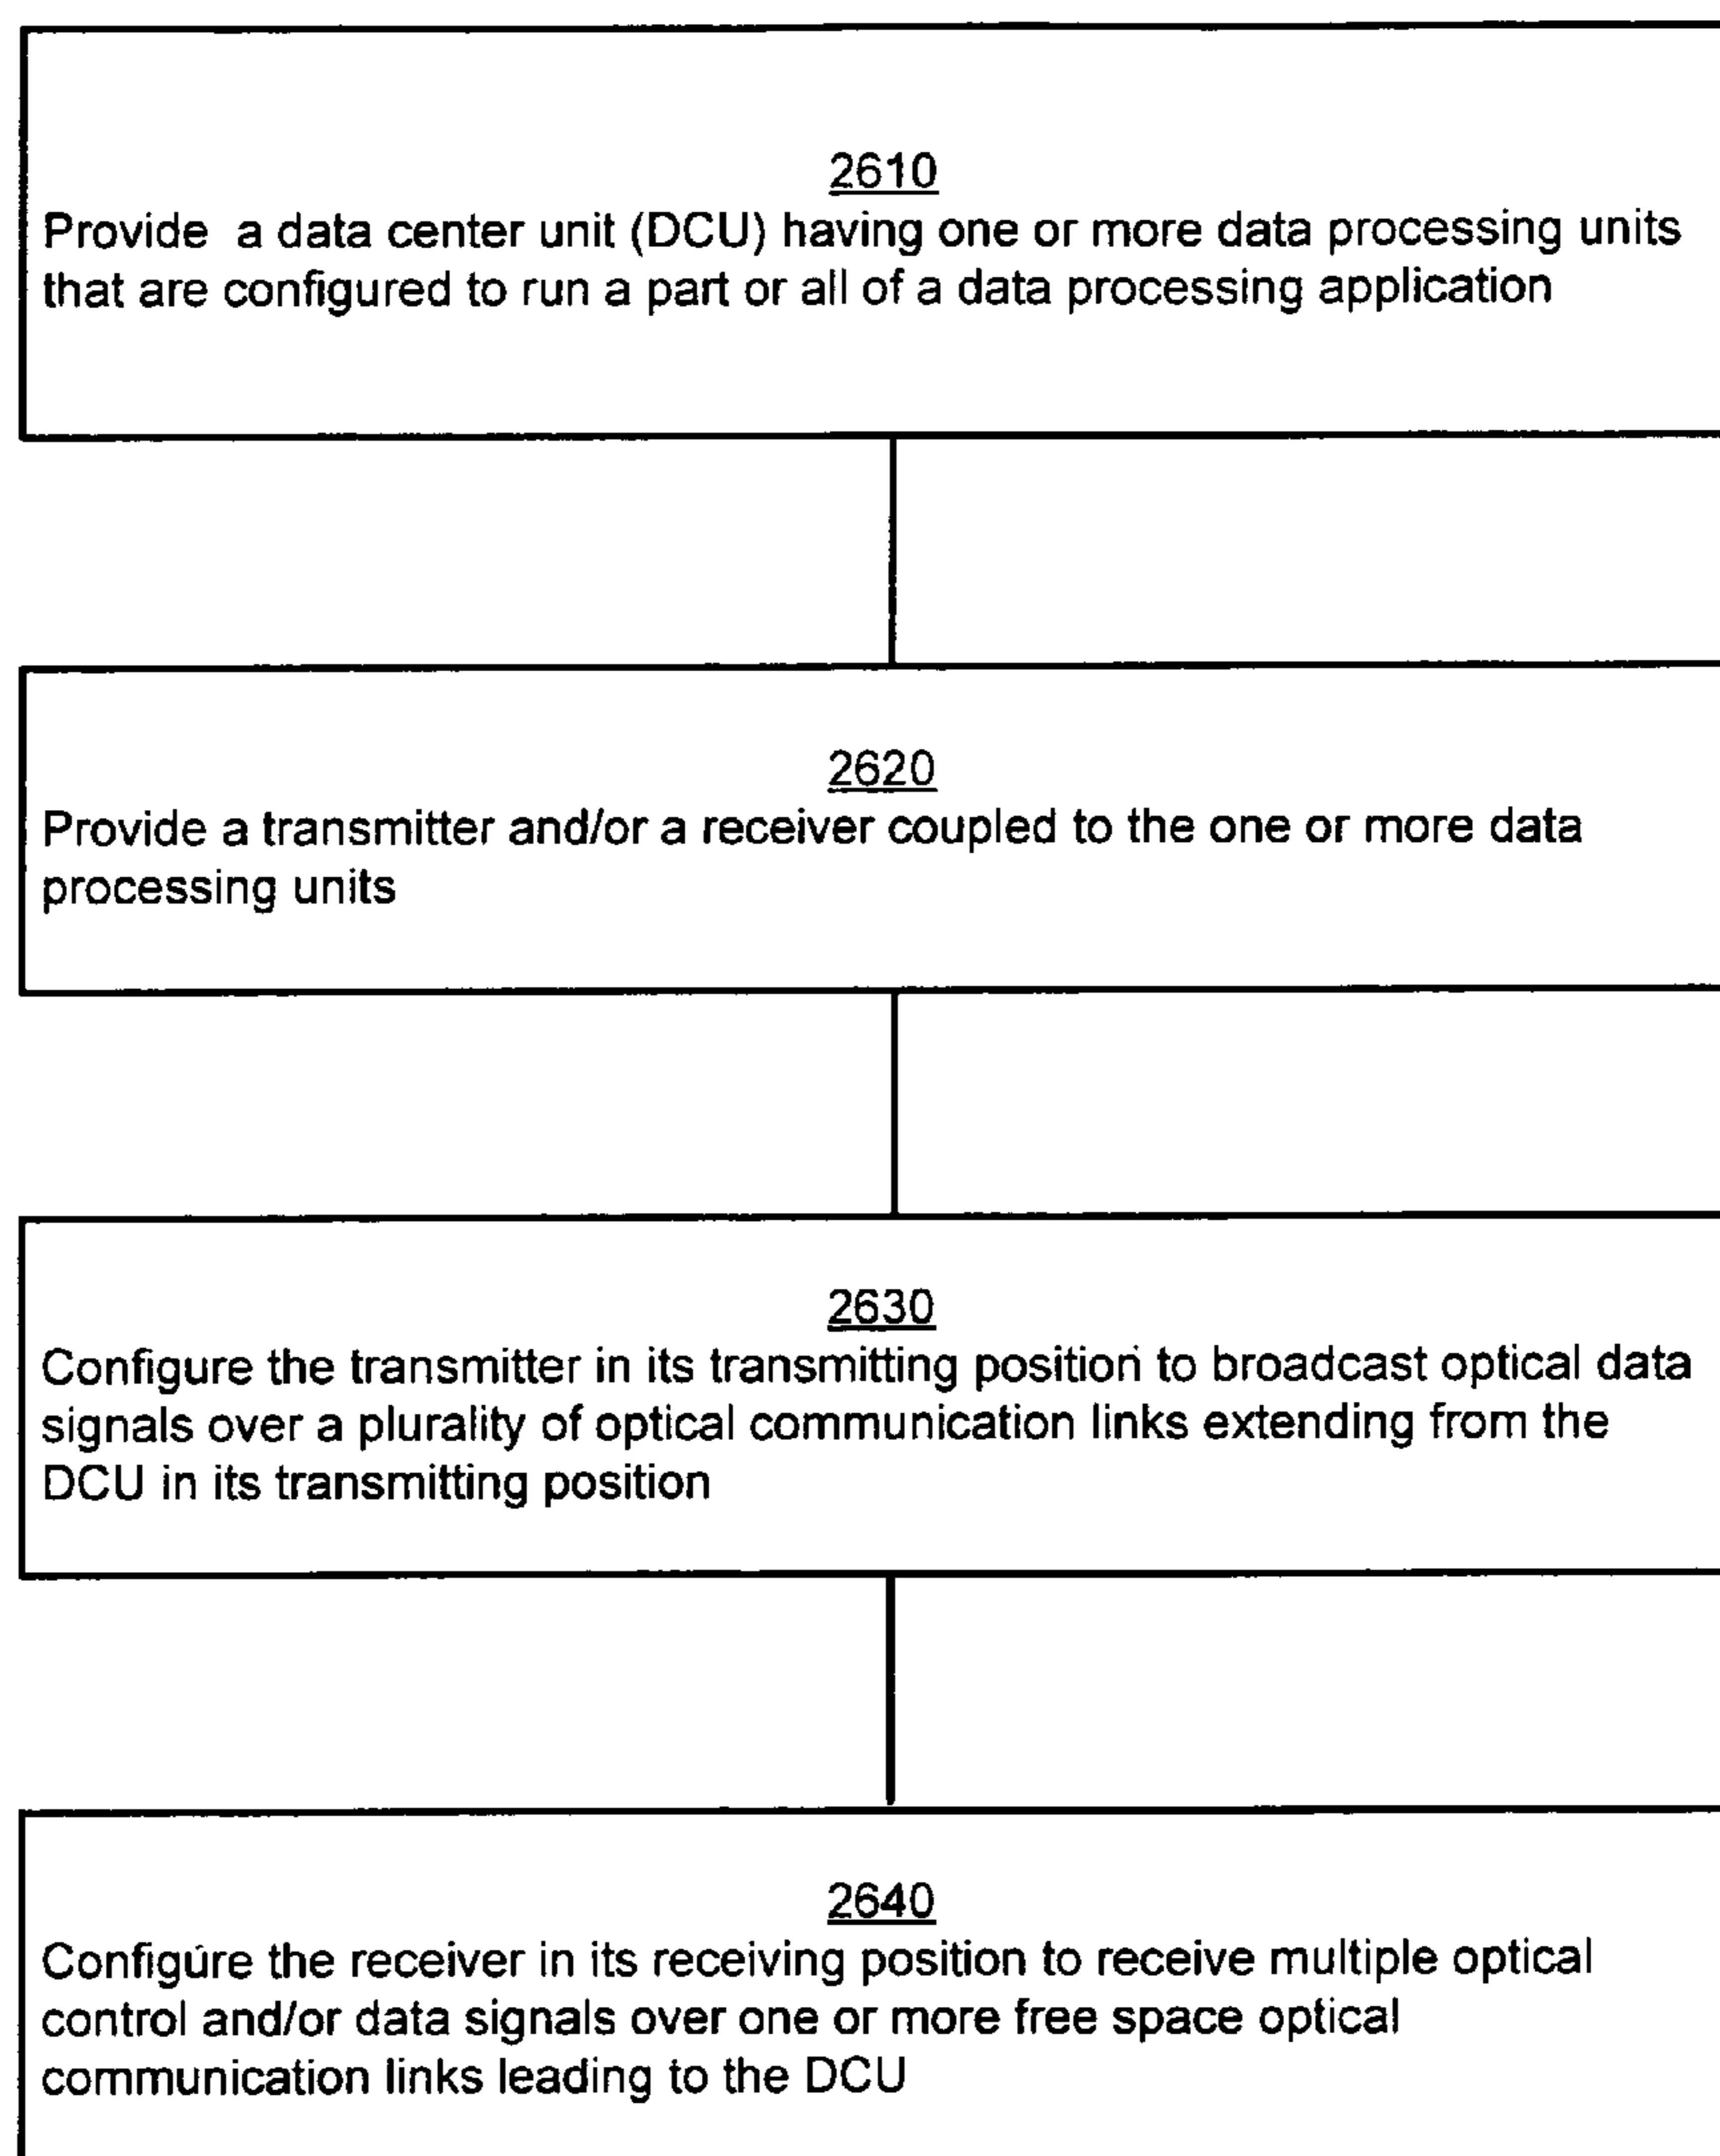 2610
Provide a data center unit (DCU) having one or more data processing units
that are configured to run a part or all of a data processing application
2620
Provide a transmitter and/or a receiver coupled to the one or more data
processing units
2630
Configure the transmitter in its transmitting position to broadcast optical data
signals over a plurality of optical communication links extending from the
DCU in its transmitting position
2640
Configure the receiver in its receiving position to receive multiple optical
control and/or data signals over one or more free space optical
communication links leading to the DCU